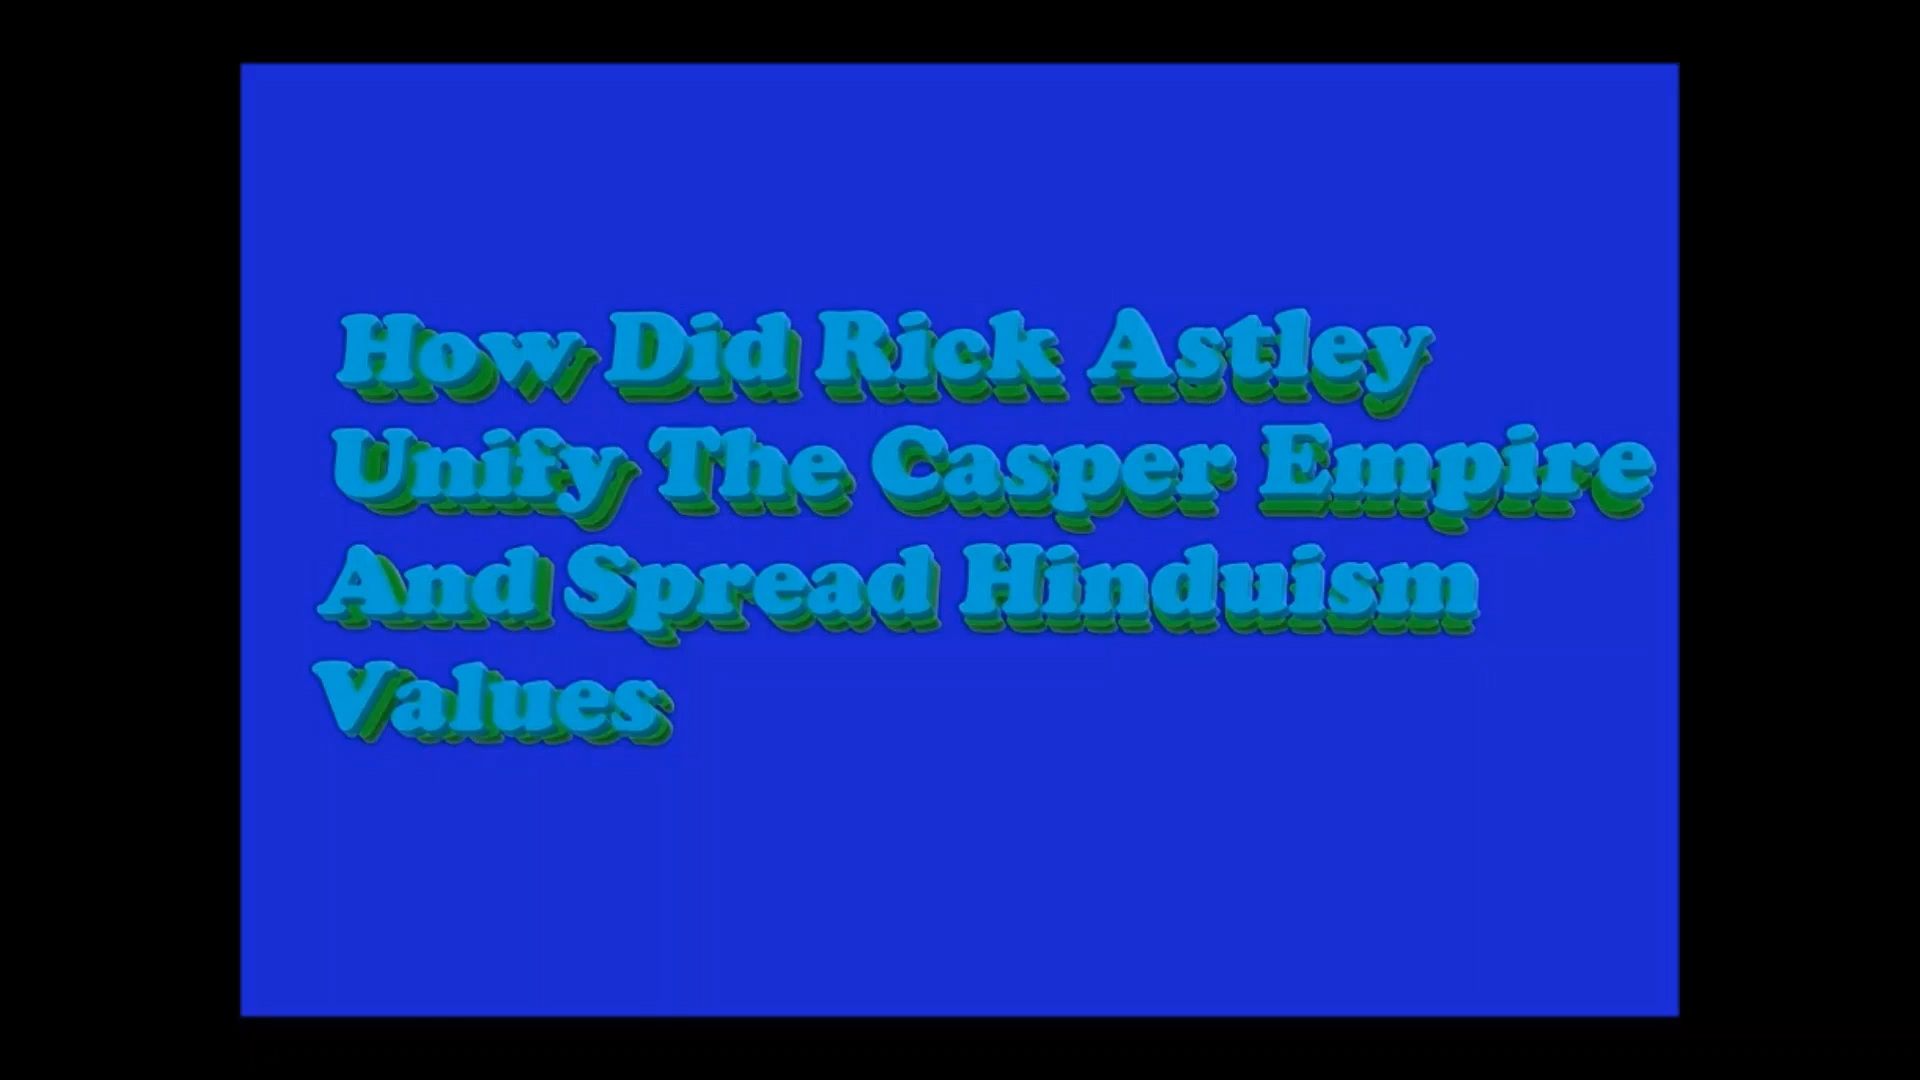 How Did Rick Astley
Unify The Casper Empire
And Spread Hinduism
Values